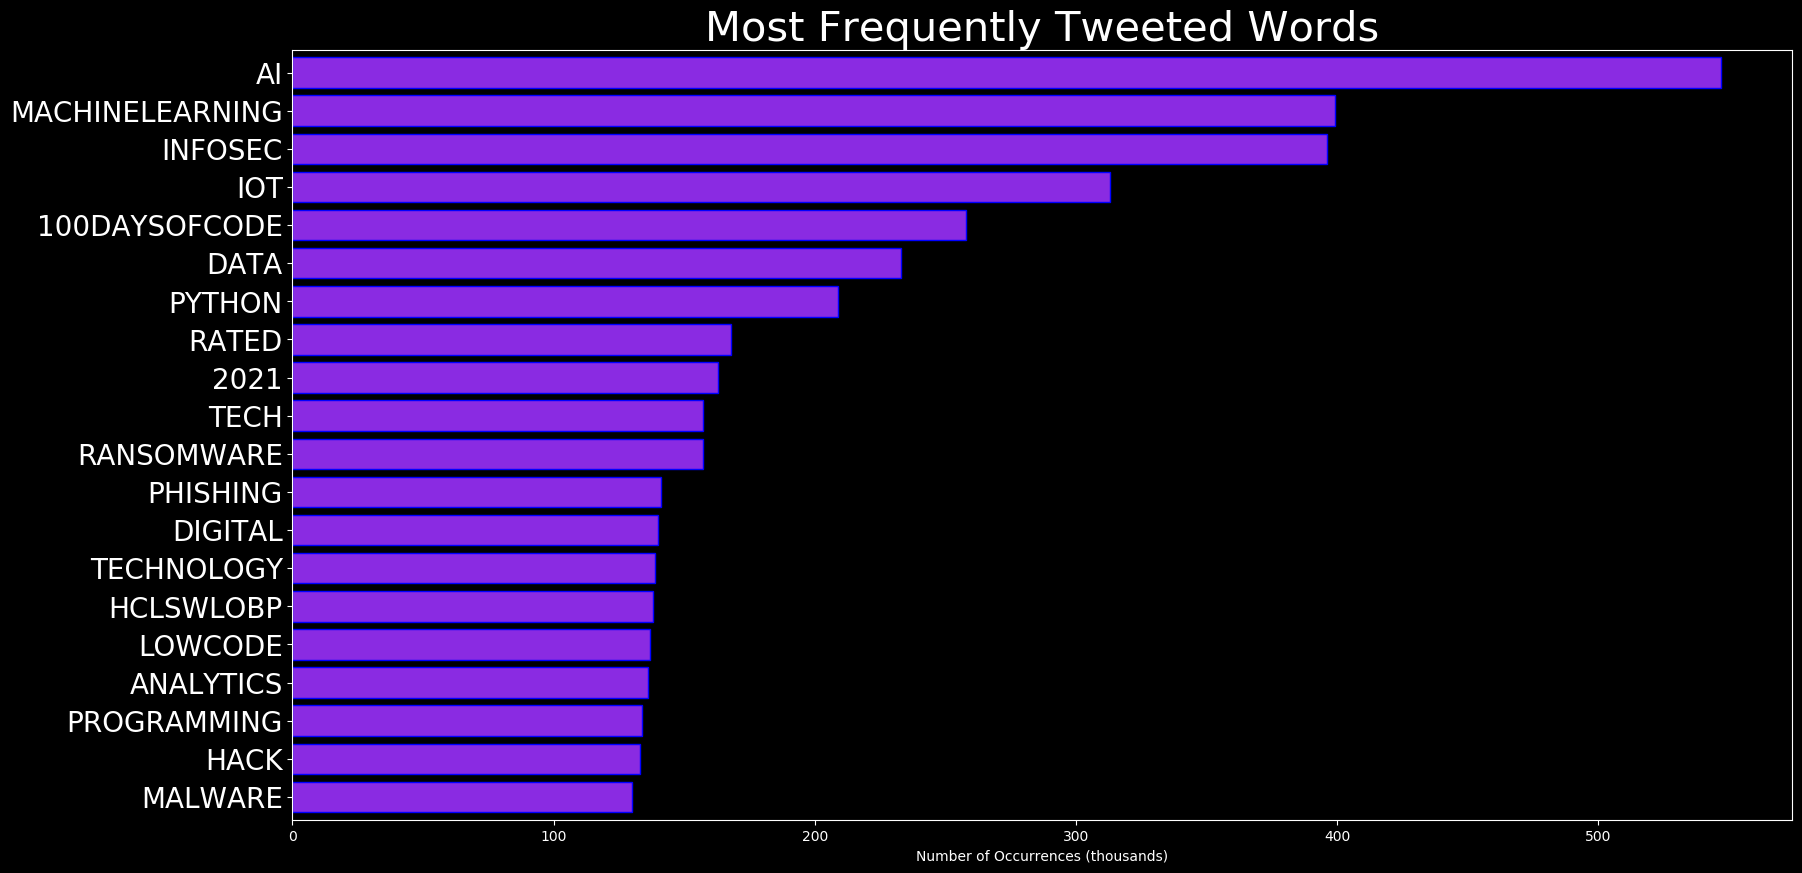 Most Frequently Tweeted Words
AI
MACHINELEARNING
INFOSEC
IOT
100DAYSOFCODE
DATA
PYTHON
RATED
2021
TECH
RANSOMWARE
PHISHING
DIGITAL
TECHNOLOGY
HCLSWLOBP
LOWCODE
ANALYTICS
PROGRAMMING
HACK
MALWARE
0 100 200 300 400 500
Number of Occurrences (thousands)